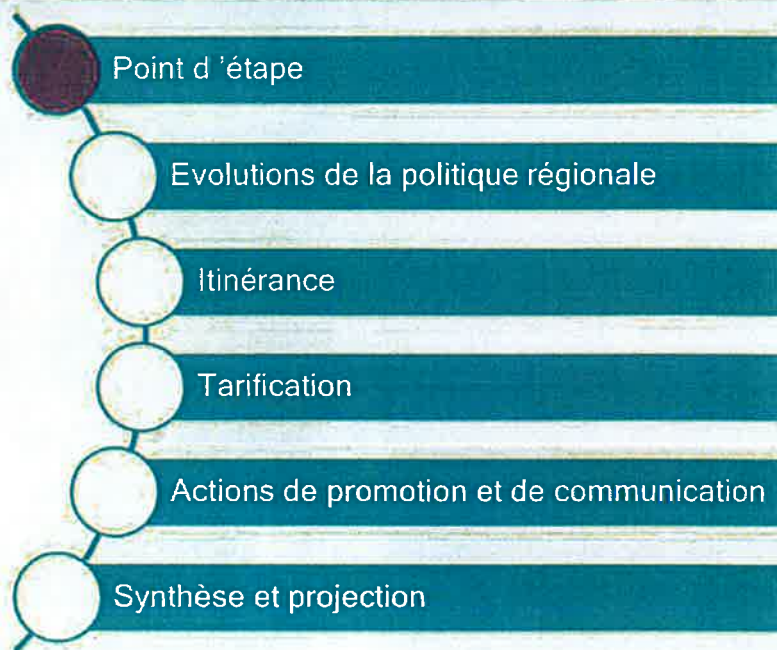 Point d ’étape
Evolutions de la politique régionale
Itinérance
Tarification
Actions de promotion et de communication
Synthèse et projection